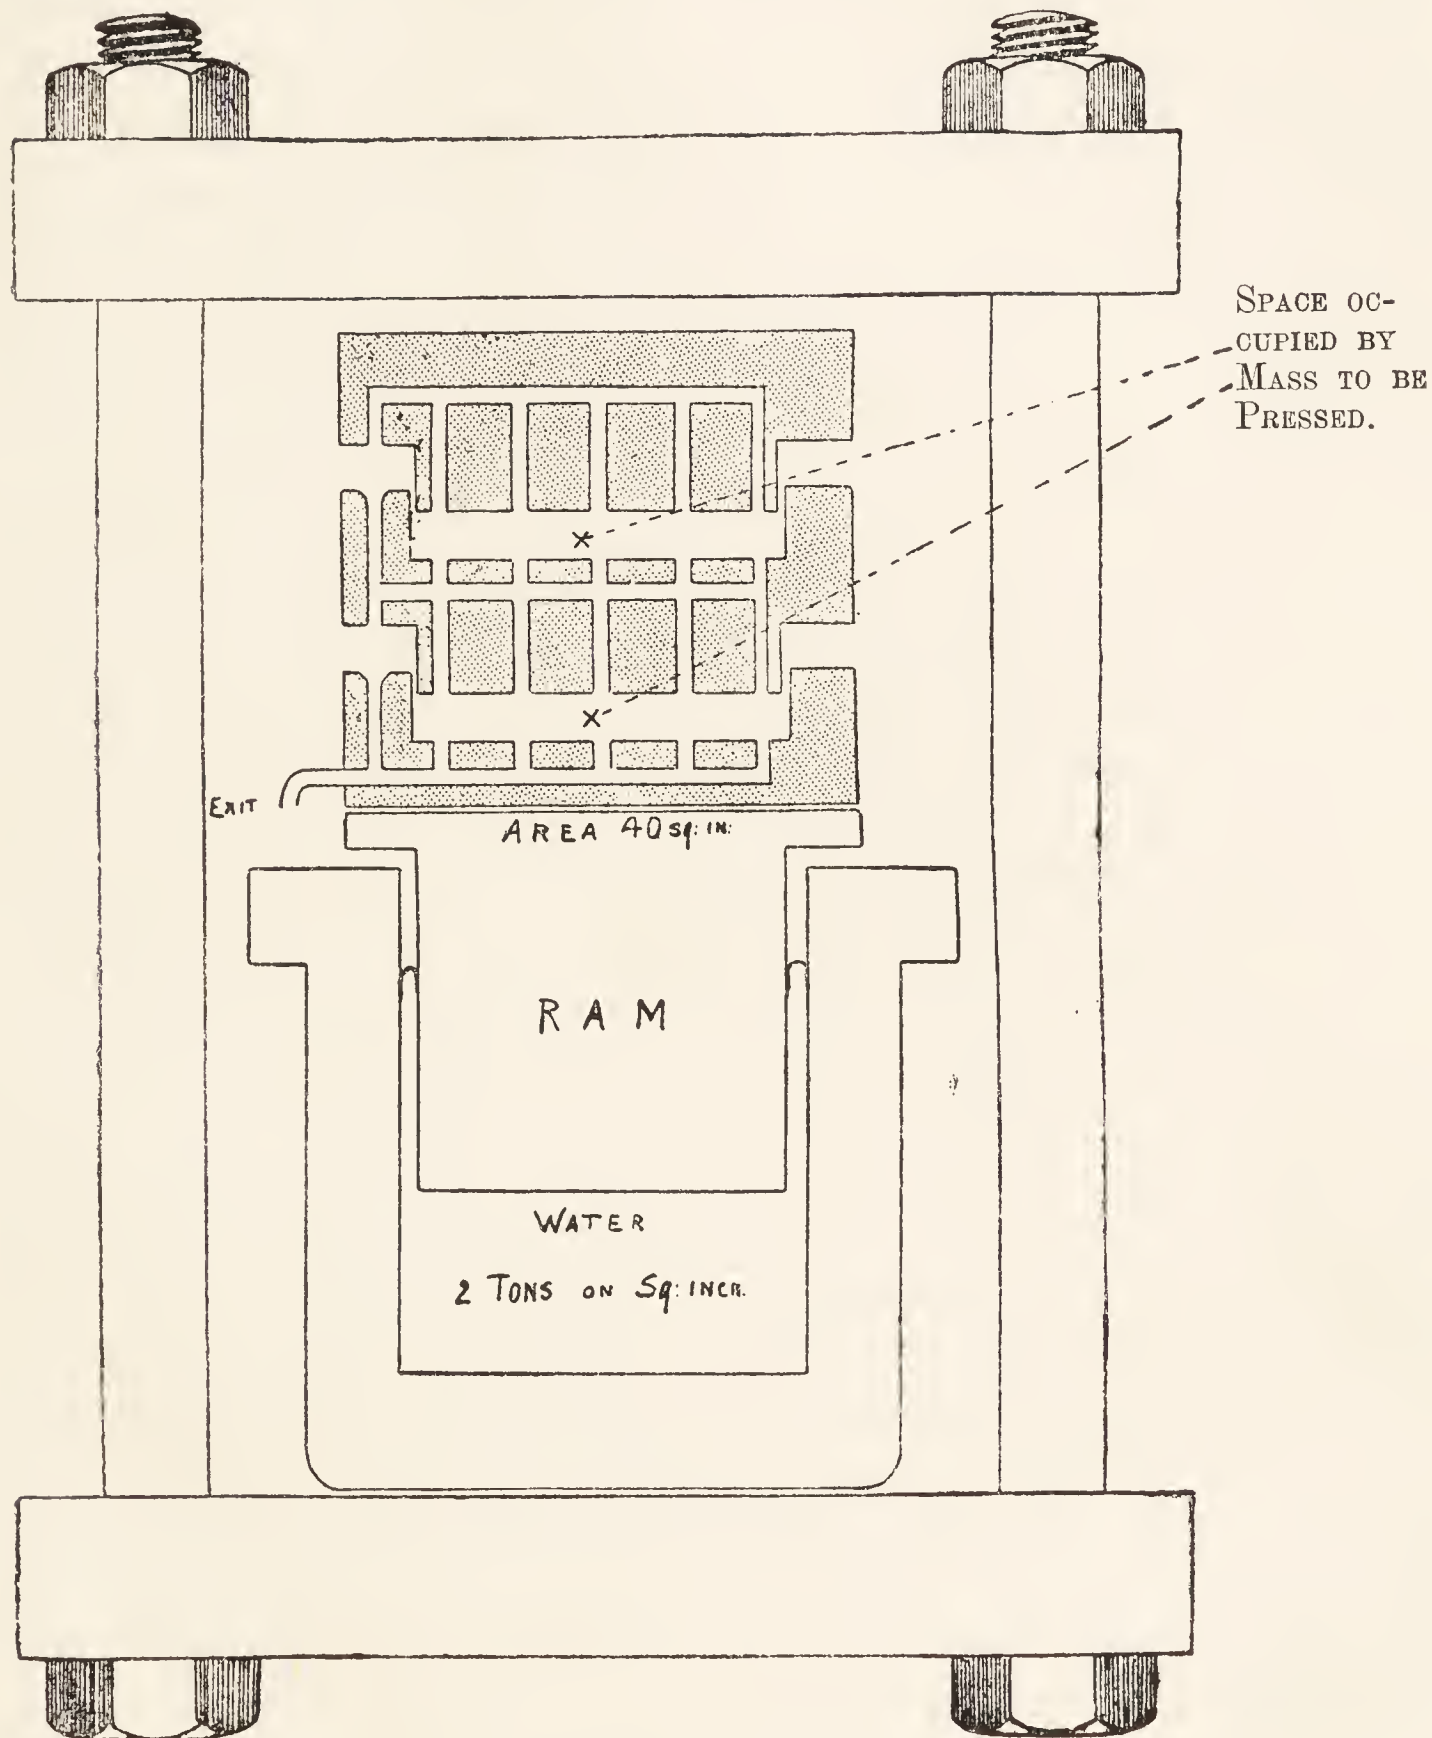 SPACE OC-
CUPIED BY
MASS TO BE
PRESSED.
EXIT
AREA 40 Sq: IN:
RAM
WATER
2 TONS ON Sq: INCH.